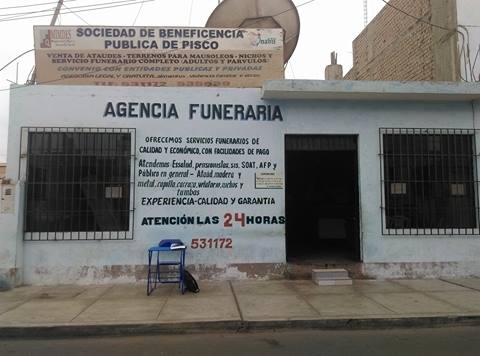 MIMDES
SOCIEDAD DE BENEFICENCIA
PUBLICA DE PISCO
VENTA DE ATAUDES - TERRENOS PARA MAUSOLEOS - NICHOS Y
SERVICIO FUNERARIO COMPLETO (ADULTOS Y PARVULOS)
CONVENIO CON ENTIDADES PUBLICAS Y PRIVADAS
AGENCIA FUNERARIA
OFRECEMOS SERVICIOS FUNERARIOS DE
CALIDAD Y ECONÓMICO, CON FACILIDADES DE PAGO
Atendemos Essalud, pensionistas, sis, SOAT, AFP y
Público en general - Ataúd, madera y
metal, capilla, carroza, velatorio, nichos y
tumbas
EXPERIENCIA-CALIDAD Y GARANTIA
ATENCIÓN LAS 24 HORAS
531172